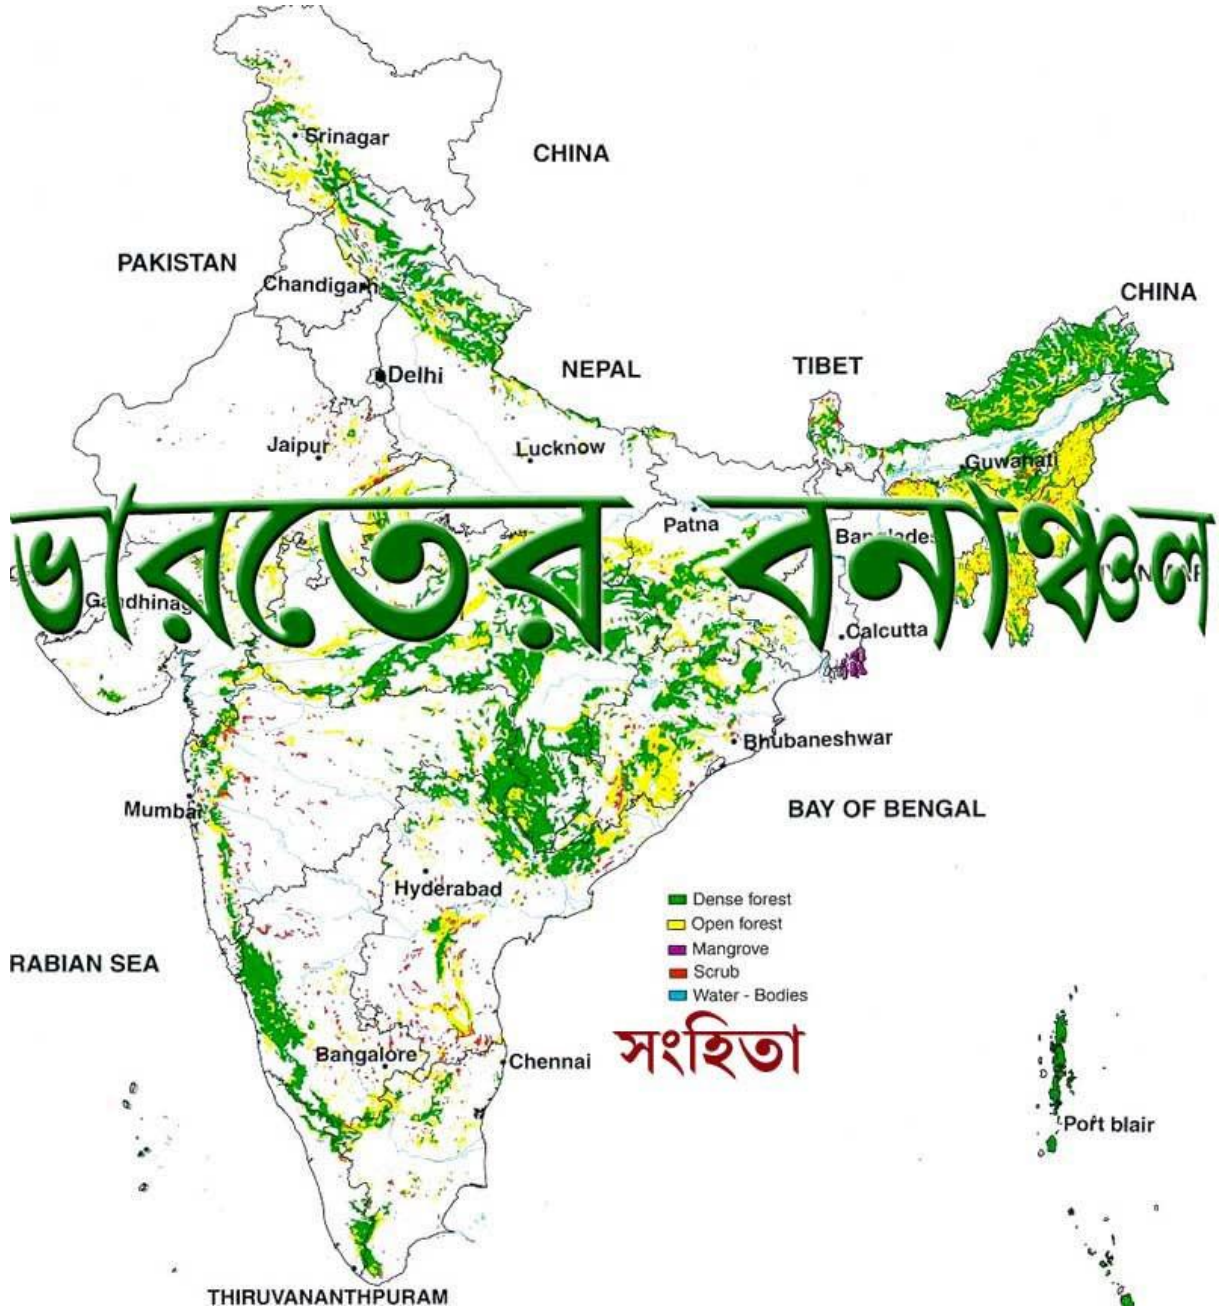 Srinagar
CHINA
PAKISTAN
Chandigarh
CHINA
Delhi
NEPAL
TIBET
Jaipur
Lucknow
Guwahati
ভারতের বনাঞ্চল
Patna
Calcutta
Bhubaneshwar
Mumbai
BAY OF BENGAL
Hyderabad
Dense forest
Open forest
Mangrove
Scrub
Water - Bodies
RABIAN SEA
সংহিতা
Bangalore
Chennai
Port blair
THIRUVANANTHPURAM